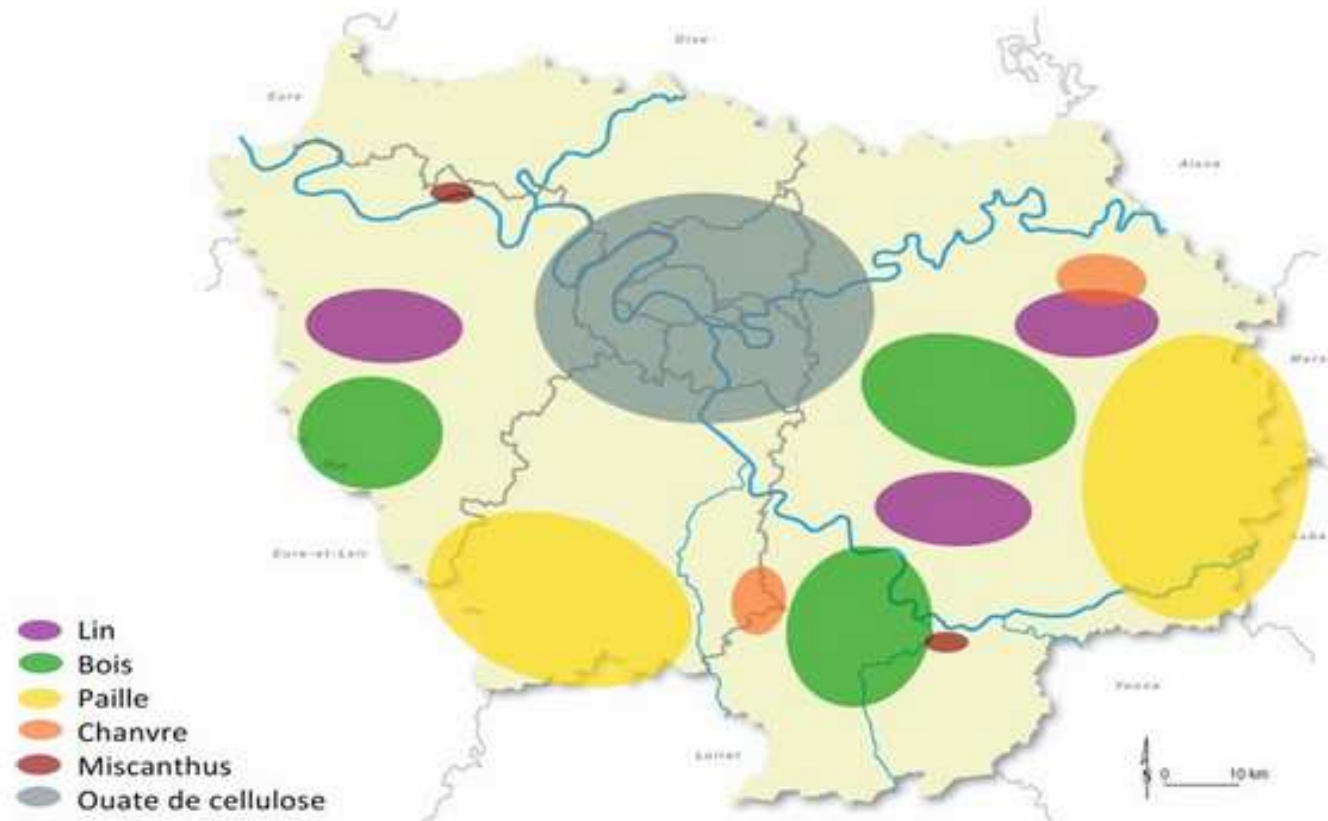 Oise
Eure
Aisne
Marne
Eure-et-Loir
Aube
Lin
Bois
Paille
Chanvre
Miscanthus
Ouate de cellulose
Yonne
Loiret
N
0 10 km